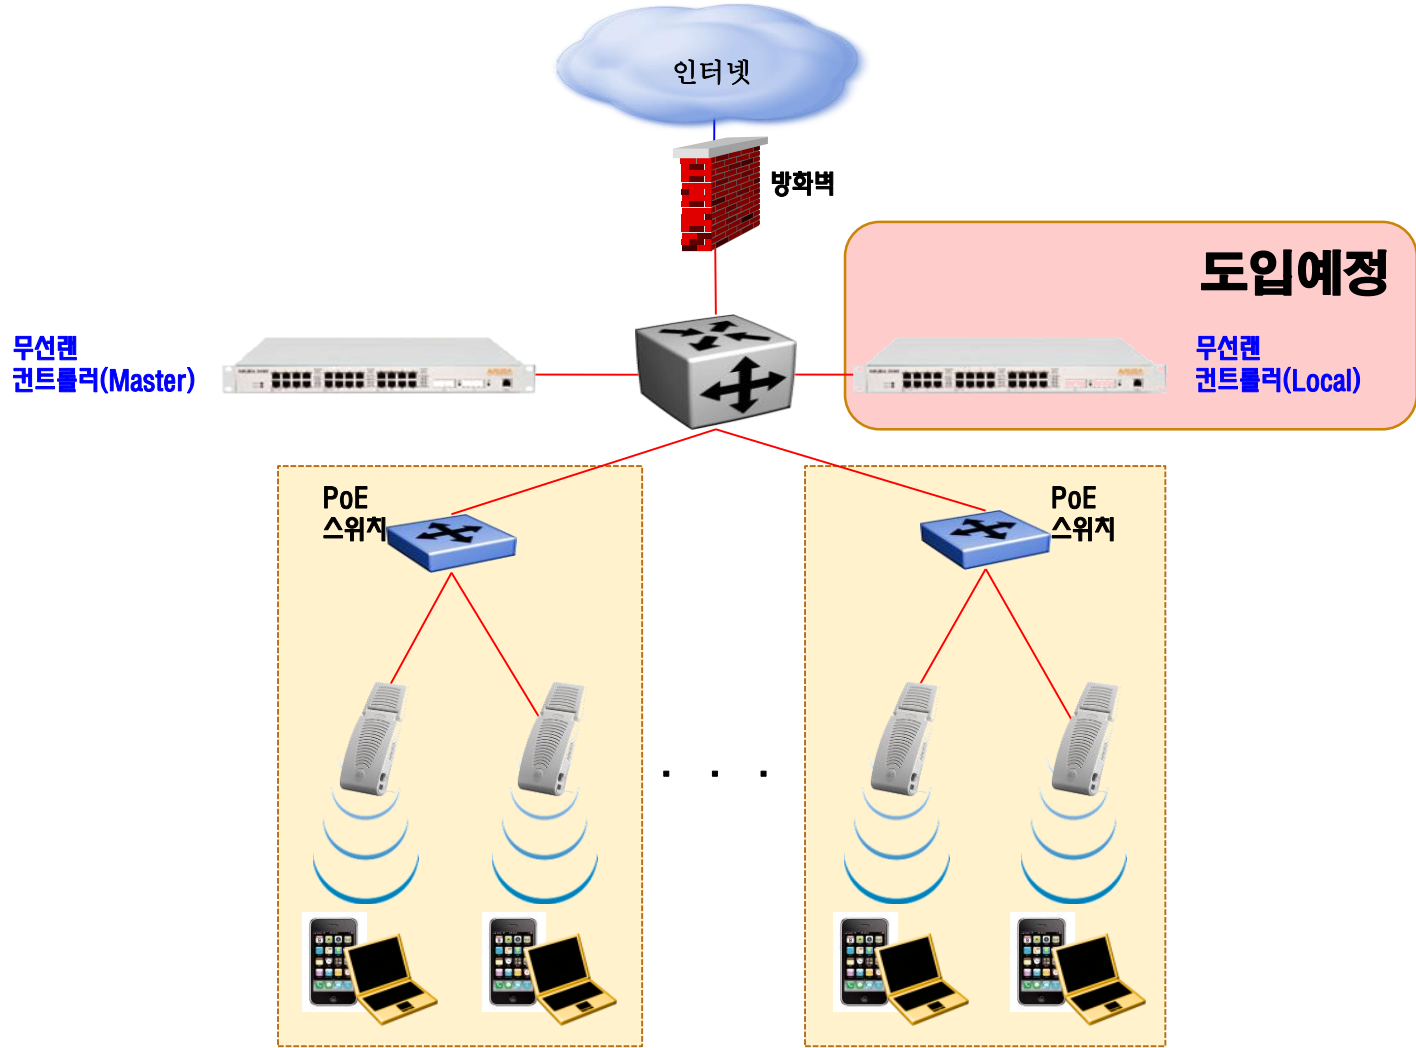 인터넷
방화벽
도입예정
무선랜
컨트롤러(Master)
무선랜
컨트롤러(Local)
PoE
스위치
PoE
스위치
. . .